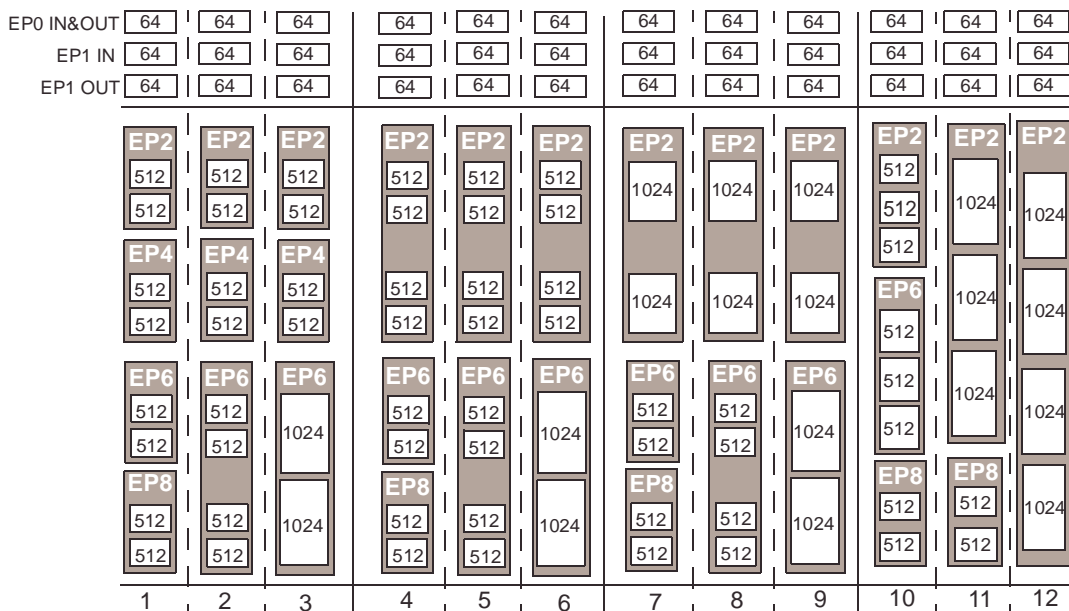 EP0 IN&OUT 64 64 64 64 64 64 64 64 64 64 64 64
EP1 IN 64 64 64 64 64 64 64 64 64 64 64 64
EP1 OUT 64 64 64 64 64 64 64 64 64 64 64 64
EP2 EP2 EP2 EP2 EP2 EP2 EP2 EP2 EP2 EP2 EP2 EP2
512 512 512 512 512 512 1024 1024 1024 512 1024 1024
512 512 512 512 512 512 512
512
EP4 EP4 EP4
512 512 512 512 512 512 1024 1024 1024 EP6 1024 1024
512 512 512 512 512 512 512
EP6 EP6 EP6 EP6 EP6 EP6 EP6 EP6 EP6 512
512 512 1024 512 512 1024 512 512 1024 512 1024 1024
512 512 512 512 512 512
EP8 EP8 EP8 EP8 EP8
512 512 1024 512 512 1024 512 512 1024 512 512 1024
512 512 512 512 512 512 512 512
1 2 3 4 5 6 7 8 9 10 11 12